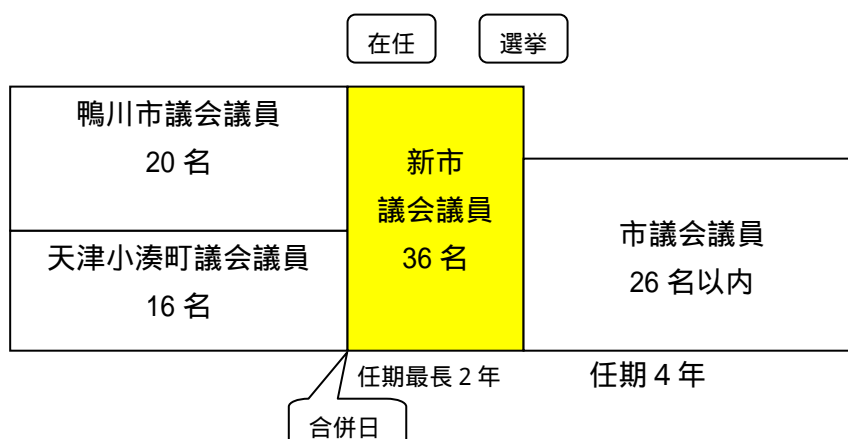 在任
選挙
鴨川市議会議員
20 名
天津小湊町議会議員
16 名
新市
議会議員
36 名
市議会議員
26 名以内
任期最長 2 年
任期 4 年
合併日